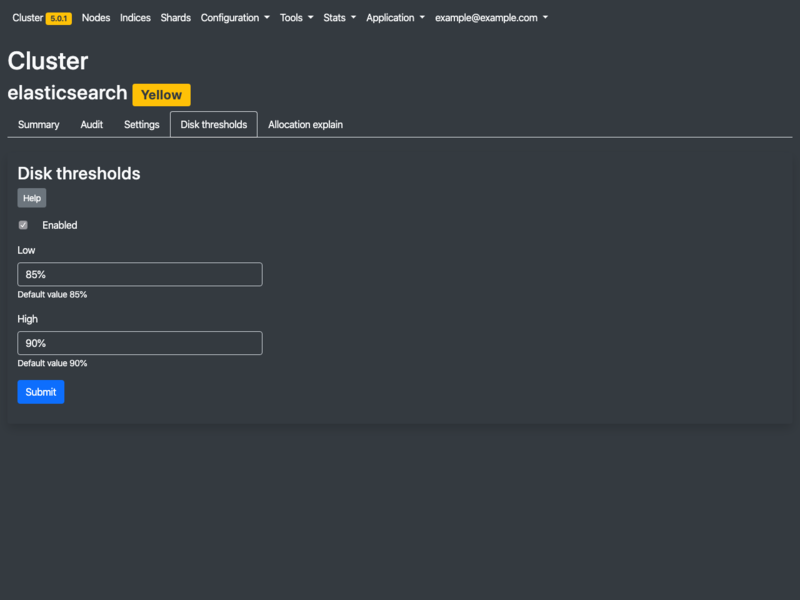 Cluster 5.0.1 Nodes Indices Shards Configuration Tools Stats Application example@example.com
Cluster
elasticsearch Yellow
Summary Audit Settings Disk thresholds Allocation explain
Disk thresholds
Help
Enabled
Low
85%
Default value 85%
High
90%
Default value 90%
Submit